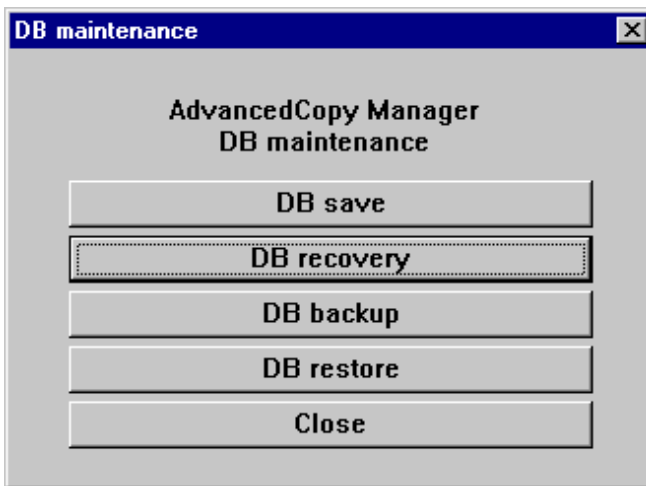 DB maintenance
AdvancedCopy Manager
DB maintenance
DB save
DB recovery
DB backup
DB restore
Close